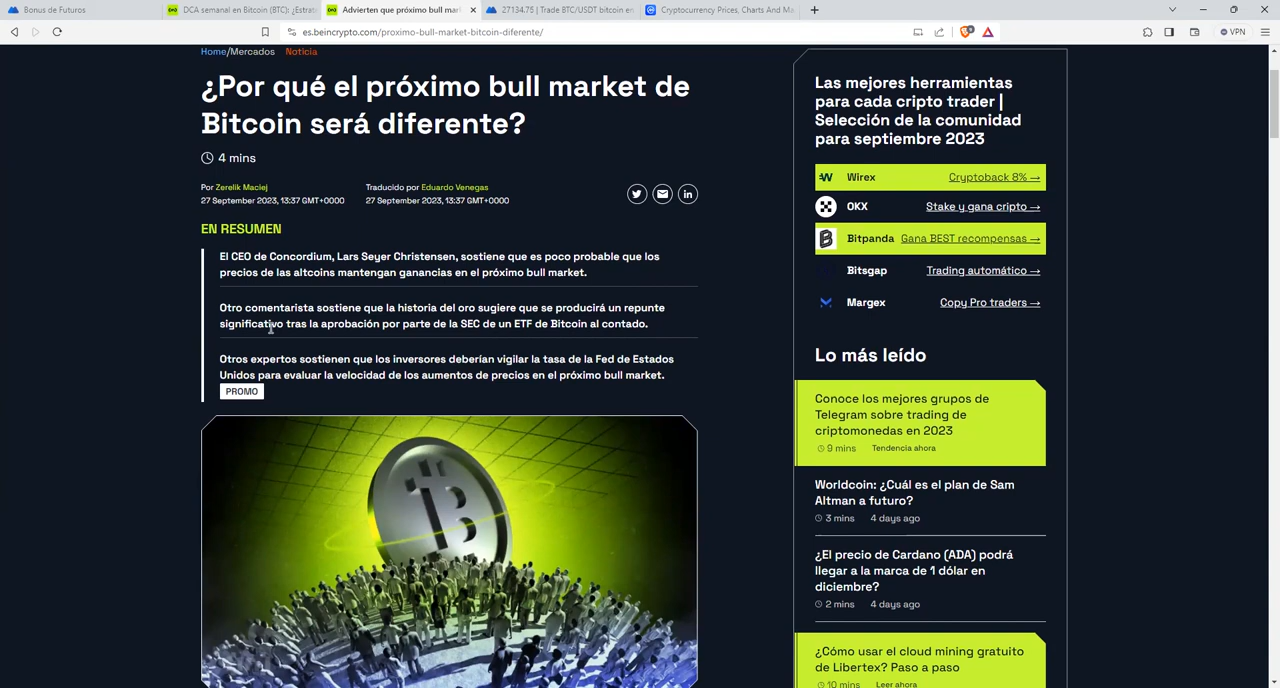 Bonus de Futuros
DCA semanal en Bitcoin (BTC): ¿Estrat
Advierten que próximo bull mar
27134.75 | Trade BTC/USDT bitcoin en
Cryptocurrency Prices, Charts And Ma
es.beincrypto.com/proximo-bull-market-bitcoin-diferente/
VPN
Home/Mercados Noticia
¿Por qué el próximo bull market de
Bitcoin será diferente?
4 mins
Por Zerelik Maciej
27 September 2023, 13:37 GMT+0000
Traducido por Eduardo Venegas
27 September 2023, 13:37 GMT+0000
EN RESUMEN
El CEO de Concordium, Lars Seyer Christensen, sostiene que es poco probable que los
precios de las altcoins mantengan ganancias en el próximo bull market.
Otro comentarista sostiene que la historia del oro sugiere que se producirá un repunte
significativo tras la aprobación por parte de la SEC de un ETF de Bitcoin al contado.
Otros expertos sostienen que los inversores deberían vigilar la tasa de la Fed de Estados
Unidos para evaluar la velocidad de los aumentos de precios en el próximo bull market.
PROMO
Las mejores herramientas
para cada cripto trader |
Selección de la comunidad
para septiembre 2023
Wirex Cryptoback 8% →
OKX Stake y gana cripto →
Bitpanda Gana BEST recompensas →
Bitsgap Trading automático →
Margex Copy Pro traders →
Lo más leído
Conoce los mejores grupos de
Telegram sobre trading de
criptomonedas en 2023
9 mins Tendencia ahora
Worldcoin: ¿Cuál es el plan de Sam
Altman a futuro?
3 mins 4 days ago
¿El precio de Cardano (ADA) podrá
llegar a la marca de 1 dólar en
diciembre?
2 mins 4 days ago
¿Cómo usar el cloud mining gratuito
de Libertex? Paso a paso
10 mins Leer ahora